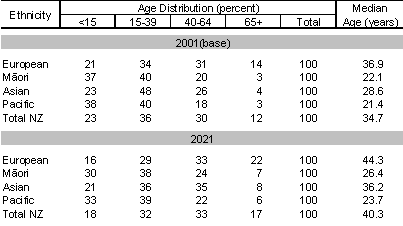 Ethnicity Age Distribution (percent) Median
<15 15-39 40-64 65+ Total Age (years)
2001(base)
European 21 34 31 14 100 36.9
Māori 37 40 20 3 100 22.1
Asian 23 48 26 4 100 28.6
Pacific 38 40 18 3 100 21.4
Total NZ 23 36 30 12 100 34.7
2021
European 16 29 33 22 100 44.3
Māori 30 38 24 7 100 26.4
Asian 21 36 35 8 100 36.2
Pacific 33 39 22 6 100 23.7
Total NZ 18 32 33 17 100 40.3